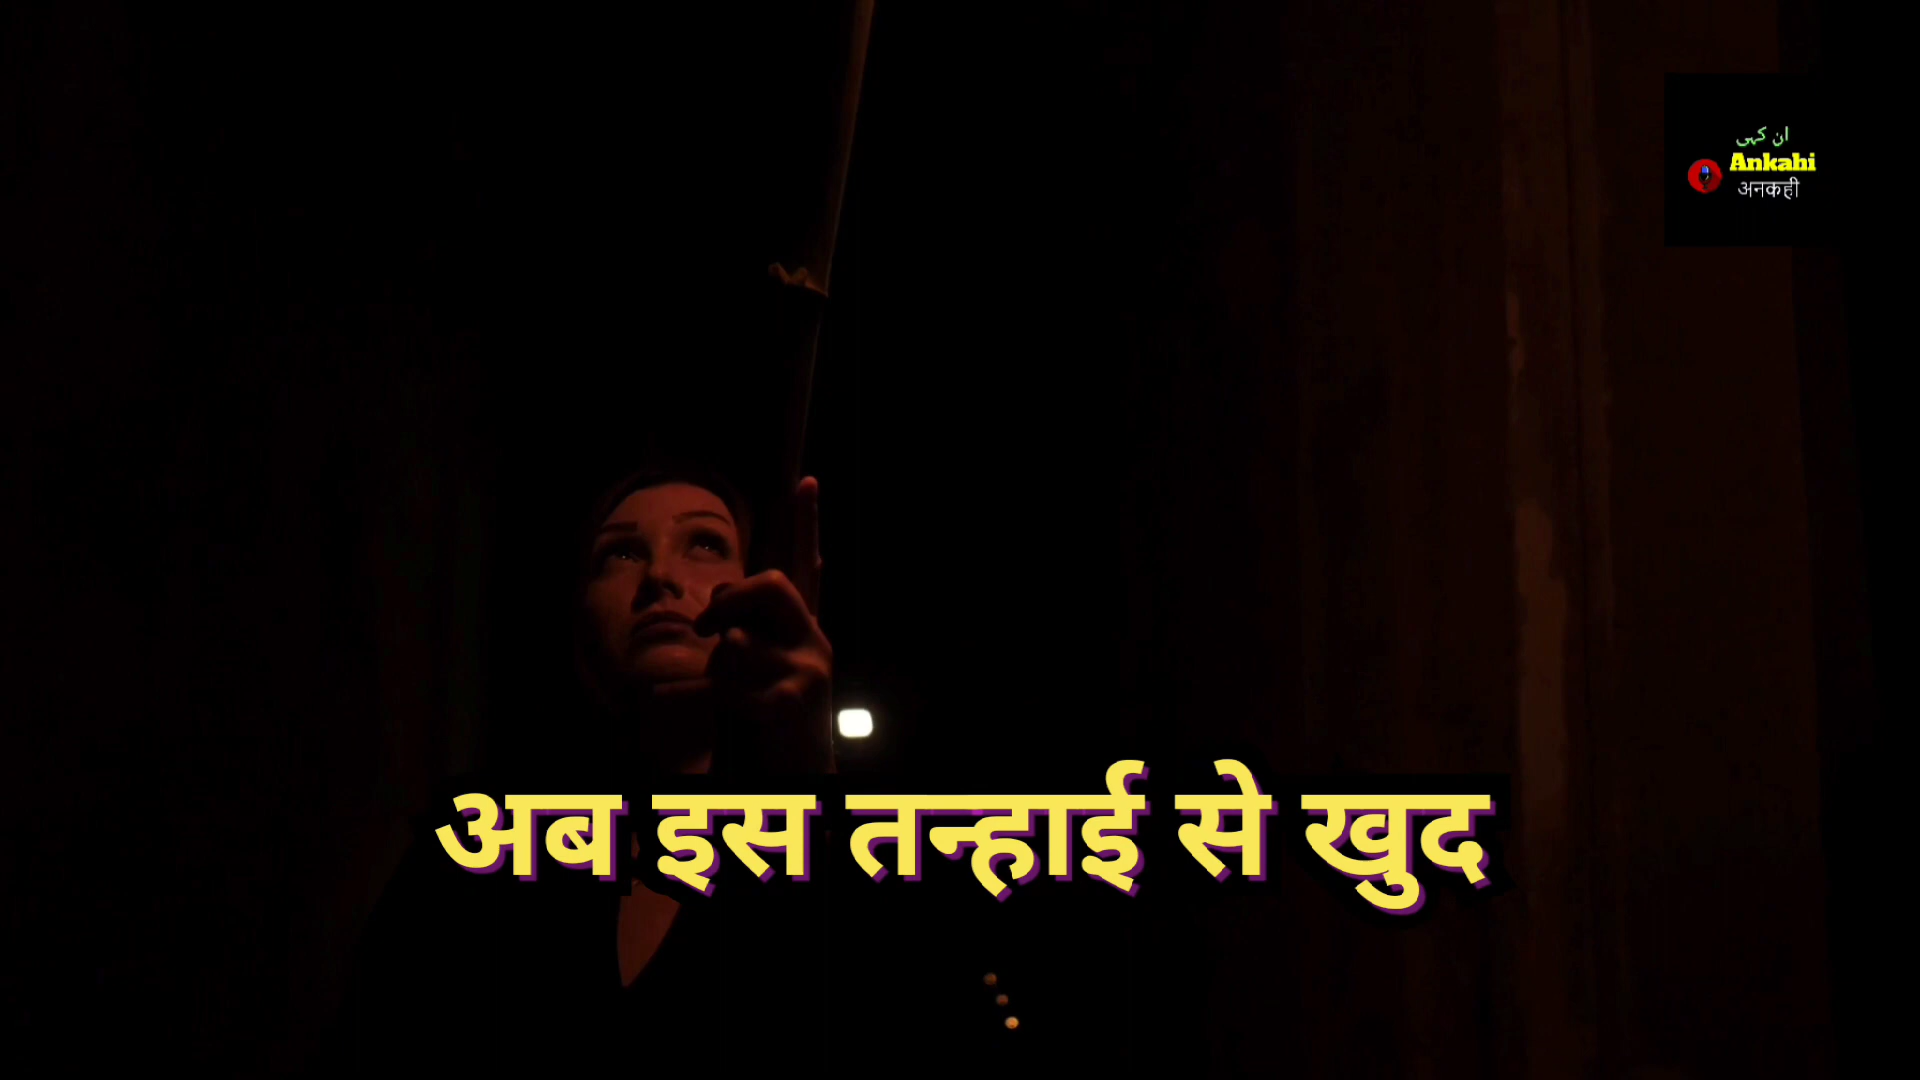 ان کہی
Ankahi
अनकही
अब इस तन्हाई से खुद